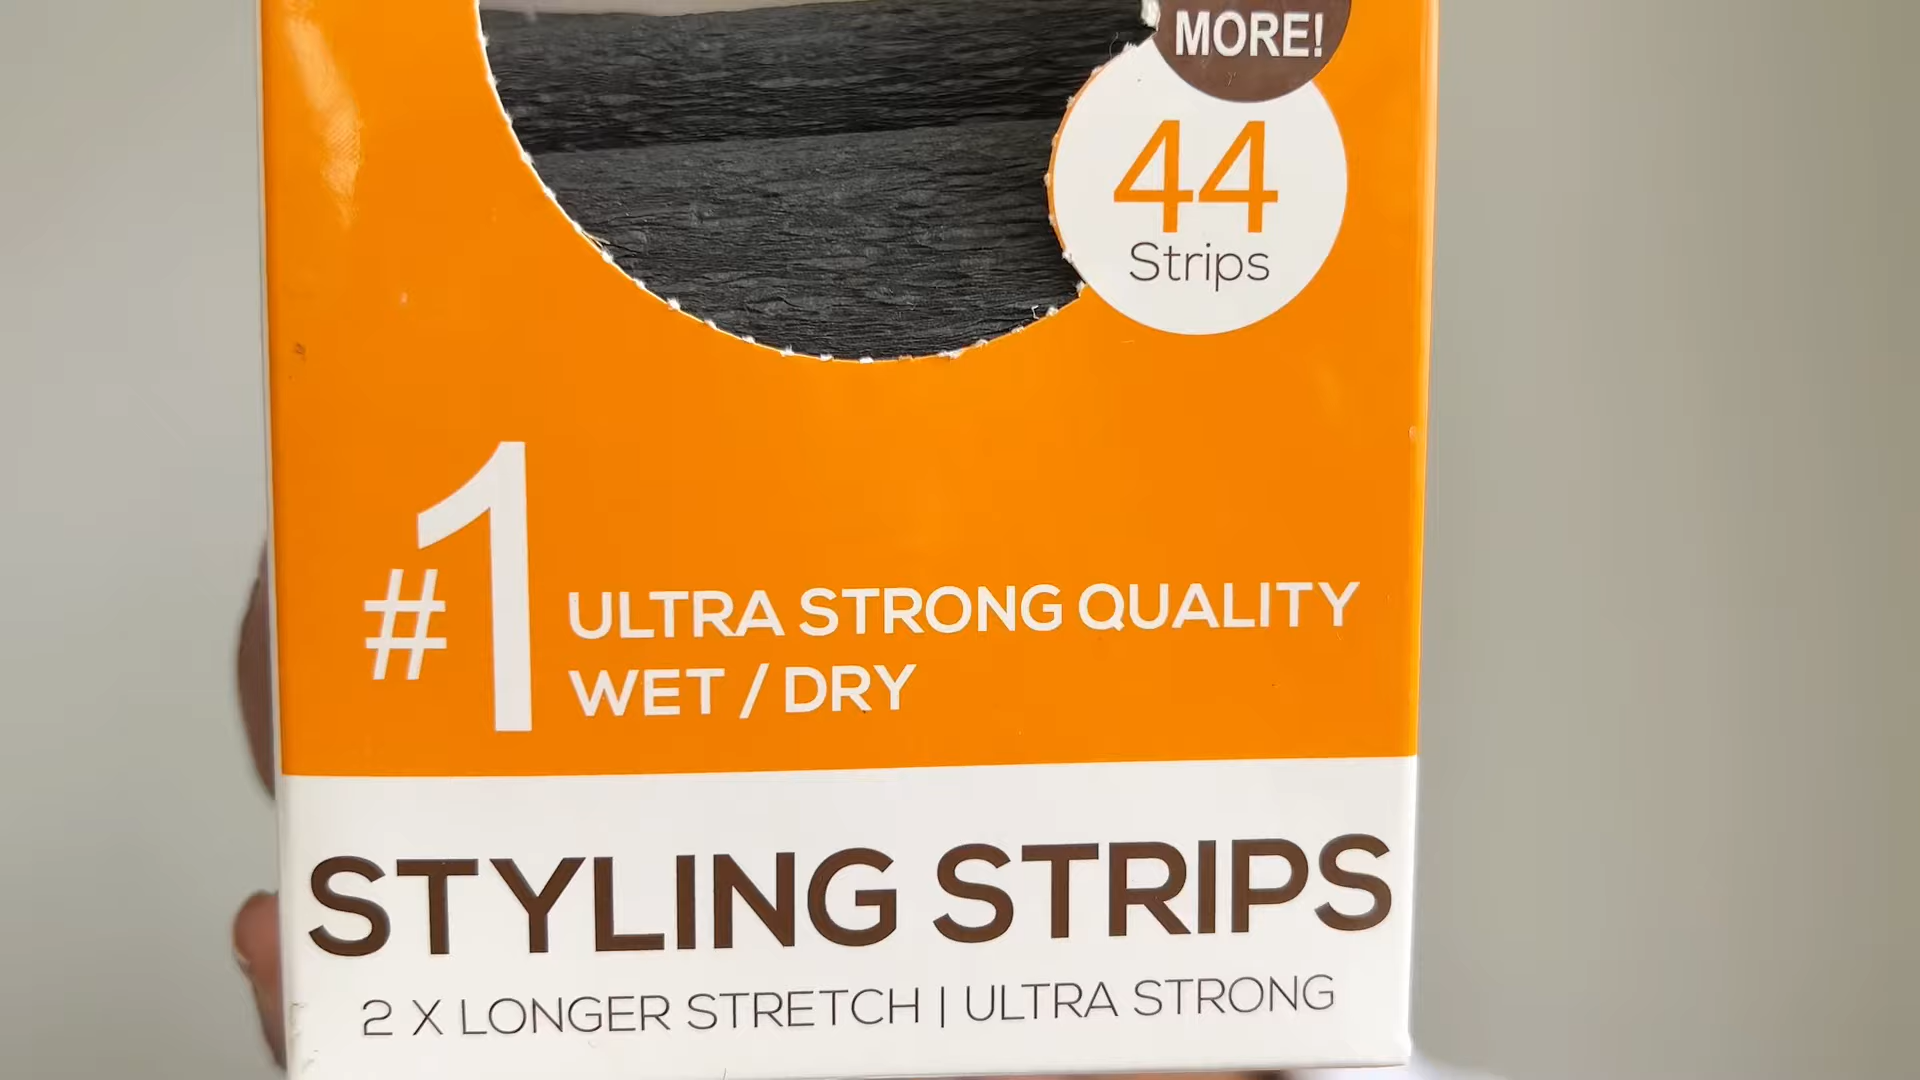 MORE!
44
Strips
#1 ULTRA STRONG QUALITY
WET / DRY
STYLING STRIPS
2 X LONGER STRETCH | ULTRA STRONG